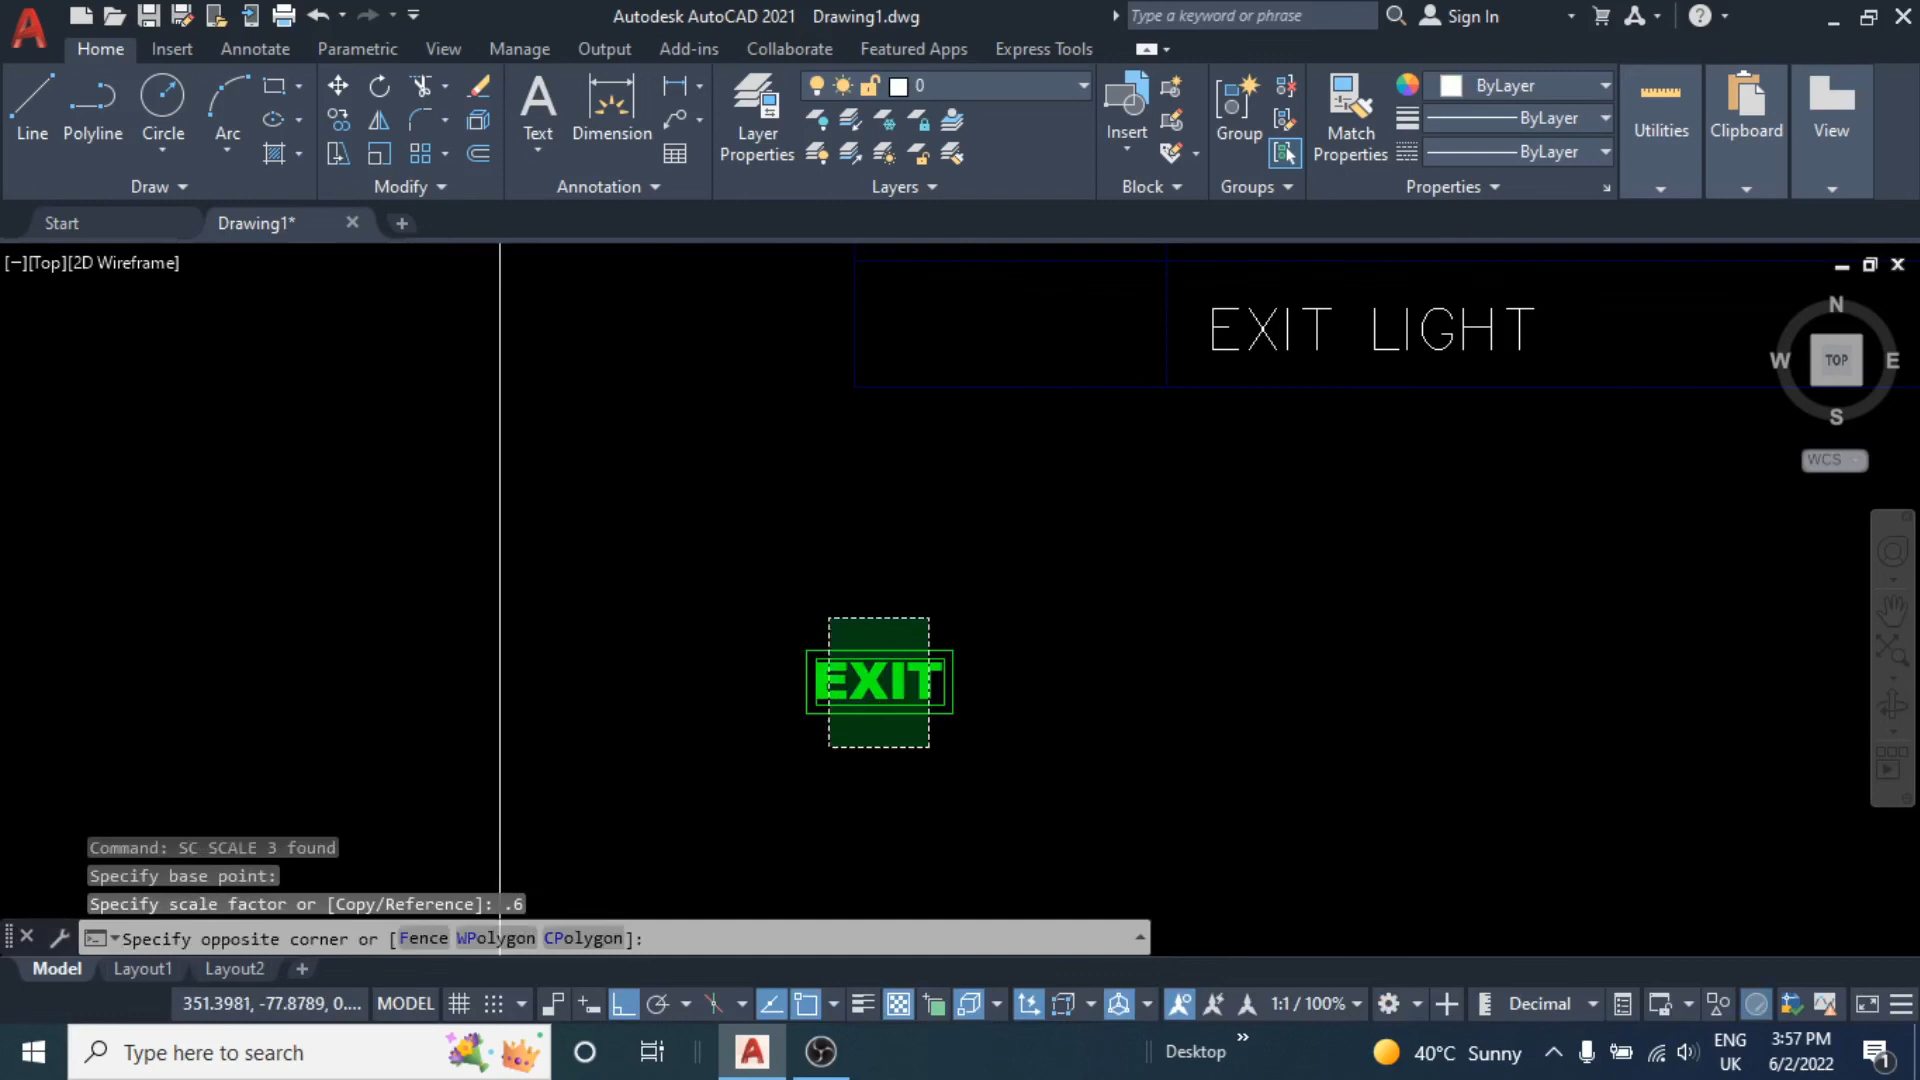 Autodesk AutoCAD 2021 Drawing1.dwg
Type a keyword or phrase
Sign In
Home Insert Annotate Parametric View Manage Output Add-ins Collaborate Featured Apps Express Tools
Line
Polyline
Circle
Arc
Draw
Modify
Text
Dimension
Annotation
Layer
Properties
0
Layers
Insert
Block
Group
Groups
Match
Properties
ByLayer
ByLayer
ByLayer
Properties
Utilities
Clipboard
View
Start
Drawing1*
[−][Top][2D Wireframe]
EXIT LIGHT
N
W
TOP
E
S
WCS
EXIT
Command: SC SCALE 3 found
Specify base point:
Specify scale factor or [Copy/Reference]: .6
Specify opposite corner or [Fence WPolygon CPolygon]:
Model Layout1 Layout2
351.3981, -77.8789, 0....
MODEL
1:1 / 100%
Decimal
Type here to search
Desktop
40°C Sunny
ENG
UK
3:57 PM
6/2/2022
1